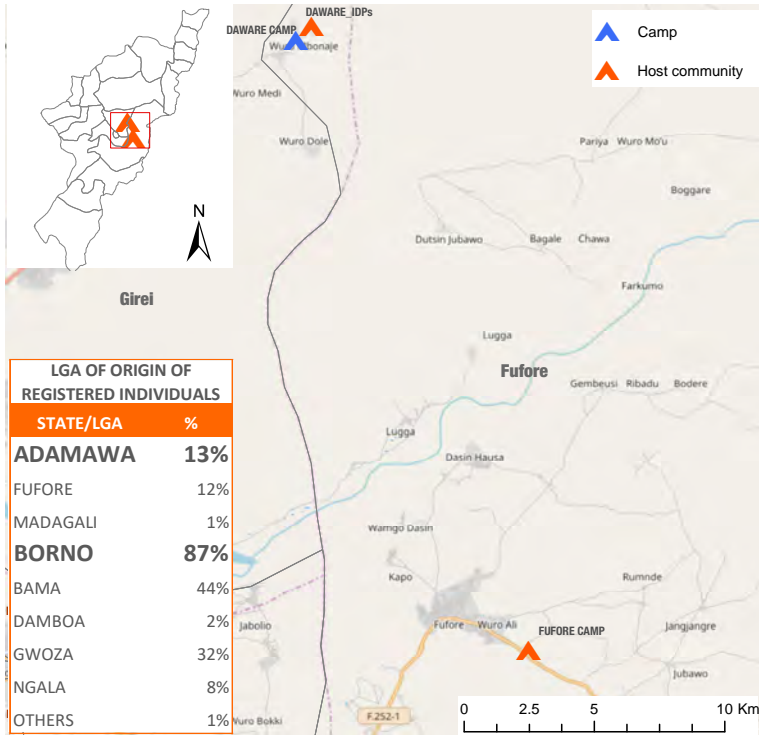 DAWARE_IDPs
DAWARE CAMP
Camp
Host community
Wuro Medi
Wuro Dole
N
Pariya Wuro Mo'u
Boggare
Dutsin Jubawo
Bagale
Chawa
Farkumo
Girei
Lugga
Fufore
Gembeusi Ribadu Bodere
LGA OF ORIGIN OF
REGISTERED INDIVIDUALS
STATE/LGA %
ADAMAWA 13%
FUFORE 12%
MADAGALI 1%
BORNO 87%
BAMA 44%
DAMBOA 2%
GWOZA 32%
NGALA 8%
OTHERS 1%
Lugga
Dasin Hausa
Wamgo Dasin
Kapo
Rumnde
Jabolio
Fufore Wuro Ali
FUFORE CAMP
Jangjangre
Jubawo
Wuro Bokki
F.252-1
0 2.5 5 10 Km